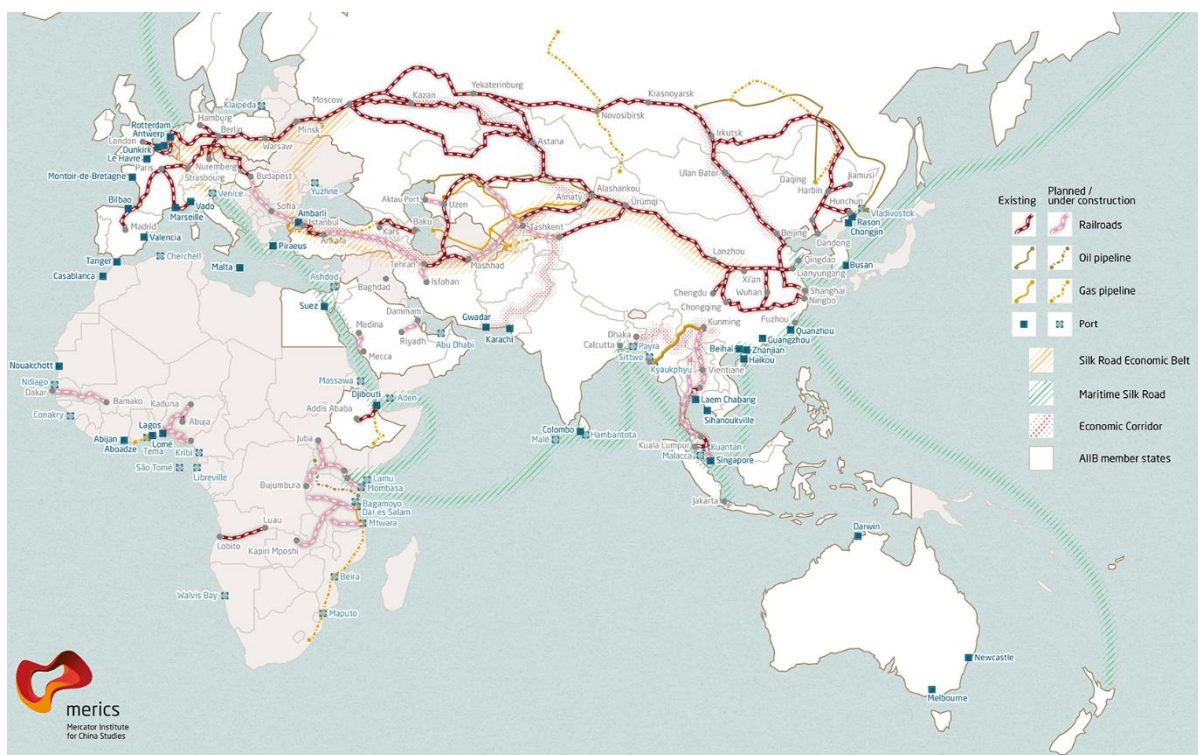 Klaipėda
Hamburg
Rotterdam
Antwerp
London
Dunkirk
Le Havre
Paris
Berlin
Warsaw
Minsk
Moscow
Kazan
Yekaterinburg
Novosibirsk
Krasnoyarsk
Irkutsk
Ulan Bator
Astana
Nuremberg
Strasbourg
Budapest
Montoir-de-Bretagne
Bilbao
Madrid
Valencia
Marseille
Vado
Venice
Yuzhne
Sofia
Ambarli
Istanbul
Ankara
Kars
Baku
Aktau Port
Uzen
Tashkent
Almaty
Alashankou
Ürümqi
Lanzhou
Daqing
Harbin
Jiamusi
Hunchun
Vladivostok
Rason
Chongjin
Beijing
Dandong
Qingdao
Lianyungang
Busan
Xi'an
Wuhan
Shanghai
Ningbo
Chengdu
Chongqing
Fuzhou
Quanzhou
Guangzhou
Kunming
Beihai
Zhanjian
Haikou
Tanger
Casablanca
Cherchell
Malta
Piraeus
Tehran
Mashhad
Isfahan
Ashdod
Baghdad
Suez
Dammam
Riyadh
Abu Dhabi
Medina
Mecca
Gwadar
Karachi
Dhaka
Calcutta
Payra
Sittwe
Kyaukphyu
Vientiane
Laem Chabang
Sihanoukville
Nouakchott
Ndiago
Dakar
Bamako
Conakry
Kaduna
Abuja
Lagos
Lomé
Abijan
Aboadze
Tema
Kribi
São Tomé
Libreville
Massawa
Djibouti
Aden
Addis Ababa
Juba
Bujumbura
Lamu
Mombasa
Bagamoyo
Dar es Salam
Mtwara
Colombo
Hambantota
Malé
Kuala Lumpur
Kuantan
Malacca
Singapore
Jakarta
Luau
Lobito
Kapiri Mposhi
Beira
Walvis Bay
Maputo
Darwin
Newcastle
Melbourne
Existing
Planned /
under construction
Railroads
Oil pipeline
Gas pipeline
Port
Silk Road Economic Belt
Maritime Silk Road
Economic Corridor
AIIB member states
merics
Mercator Institute
for China Studies